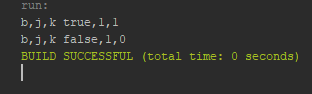 run:
b,j,k true,1,1
b,j,k false,1,0
BUILD SUCCESSFUL (total time: 0 seconds)